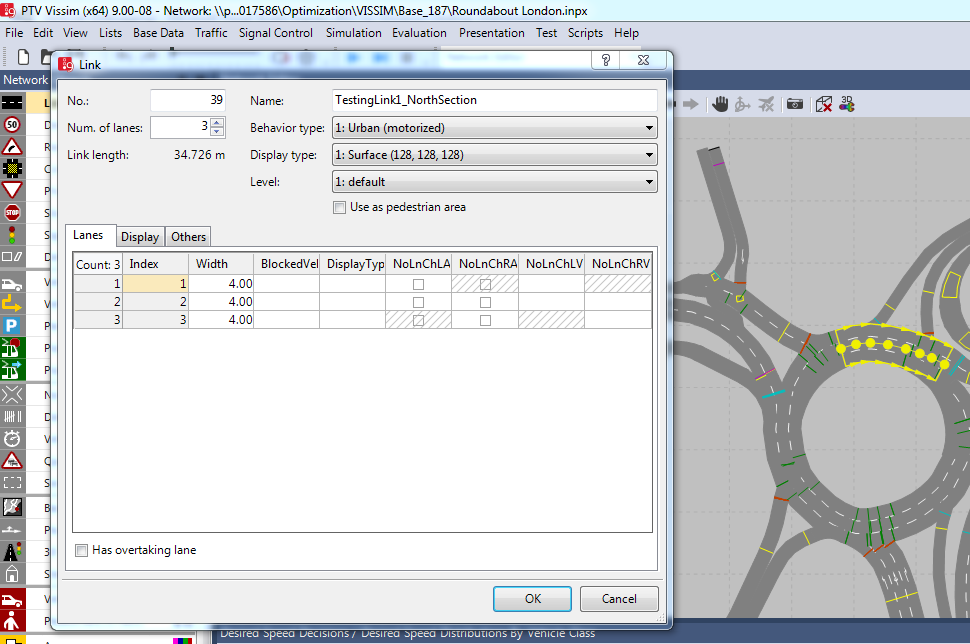 PTV Vissim (x64) 9.00-08 - Network: \\p...017586\Optimization\VISSIM\Base_187\Roundabout London.inpx
File Edit View Lists Base Data Traffic Signal Control Simulation Evaluation Presentation Test Scripts Help
Network
Link
No.: 39 Name: TestingLink1_NorthSection
Num. of lanes: 3 Behavior type: 1: Urban (motorized)
Link length: 34.726 m Display type: 1: Surface (128, 128, 128)
Level: 1: default
Use as pedestrian area
Lanes Display Others
Count: 3 Index Width BlockedVel DisplayTyp NoLnChLA NoLnChRA NoLnChLV NoLnChRV
1 1 4.00
2 2 4.00
3 3 4.00
Has overtaking lane
OK Cancel
50
STOP
P
3D
Desired Speed Decisions / Desired Speed Distributions By Vehicle Class